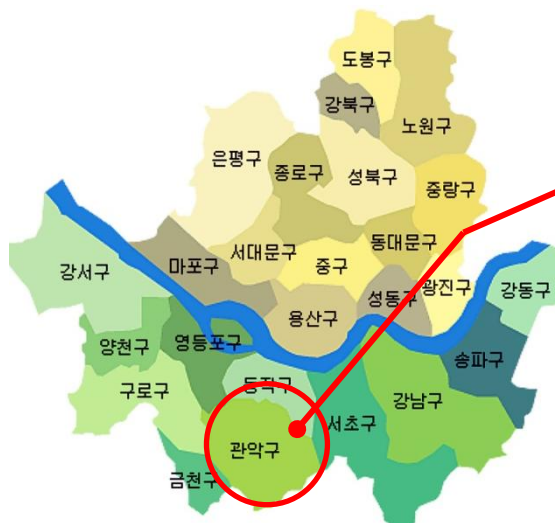 도봉구
강북구
노원구
은평구
종로구
성북구
중랑구
서대문구
동대문구
강서구
마포구
중구
성동구
광진구
강동구
용산구
양천구
영등포구
송파구
구로구
동작구
강남구
서초구
관악구
금천구